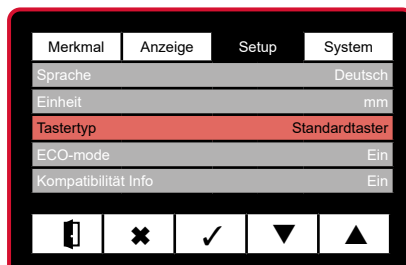 Merkmal Anzeige Setup System
Sprache Deutsch
Einheit mm
Tastertyp Standardtaster
ECO-mode Ein
Kompatibilität Info Ein